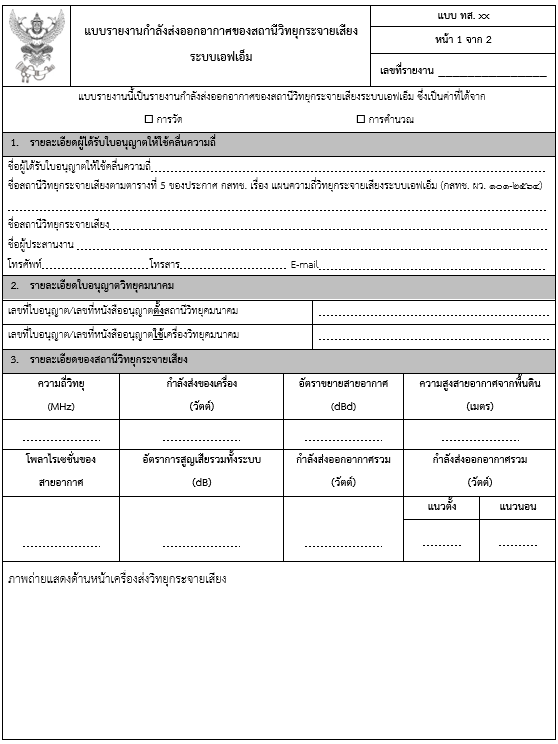 แบบรายงานกำลังส่งออกอากาศของสถานีวิทยุกระจายเสียง
ระบบเอฟเอ็ม
แบบ ทส. xx
หน้า 1 จาก 2
เลขที่รายงาน ________________
แบบรายงานนี้เป็นรายงานกำลังส่งออกอากาศของสถานีวิทยุกระจายเสียงระบบเอฟเอ็ม ซึ่งเป็นค่าที่ได้จาก
☐ การวัด ☐ การคำนวณ
1. รายละเอียดผู้ได้รับใบอนุญาตให้ใช้คลื่นความถี่
ชื่อผู้ได้รับใบอนุญาตให้ใช้คลื่นความถี่
ชื่อสถานีวิทยุกระจายเสียงตามตารางที่ 5 ของประกาศ กสทช. เรื่อง แผนความถี่วิทยุกระจายเสียงระบบเอฟเอ็ม (กสทช. ผว. ๑๐๑-๒๕๖๔)
ชื่อสถานีวิทยุกระจายเสียง
ชื่อผู้ประสานงาน
โทรศัพท์ โทรสาร E-mail
2. รายละเอียดใบอนุญาตวิทยุคมนาคม
เลขที่ใบอนุญาต/เลขที่หนังสืออนุญาตตั้งสถานีวิทยุคมนาคม
เลขที่ใบอนุญาต/เลขที่หนังสืออนุญาตใช้เครื่องวิทยุคมนาคม
3. รายละเอียดของสถานีวิทยุกระจายเสียง
ความถี่วิทยุ กำลังส่งของเครื่อง อัตราขยายสายอากาศ ความสูงสายอากาศจากพื้นดิน
(MHz) (วัตต์) (dBd) (เมตร)
โพลาไรเซชั่นของ อัตราการสูญเสียรวมทั้งระบบ กำลังส่งออกอากาศรวม กำลังส่งออกอากาศรวม
สายอากาศ (dB) (วัตต์) (วัตต์)
แนวตั้ง แนวนอน
ภาพถ่ายแสดงด้านหน้าเครื่องส่งวิทยุกระจายเสียง